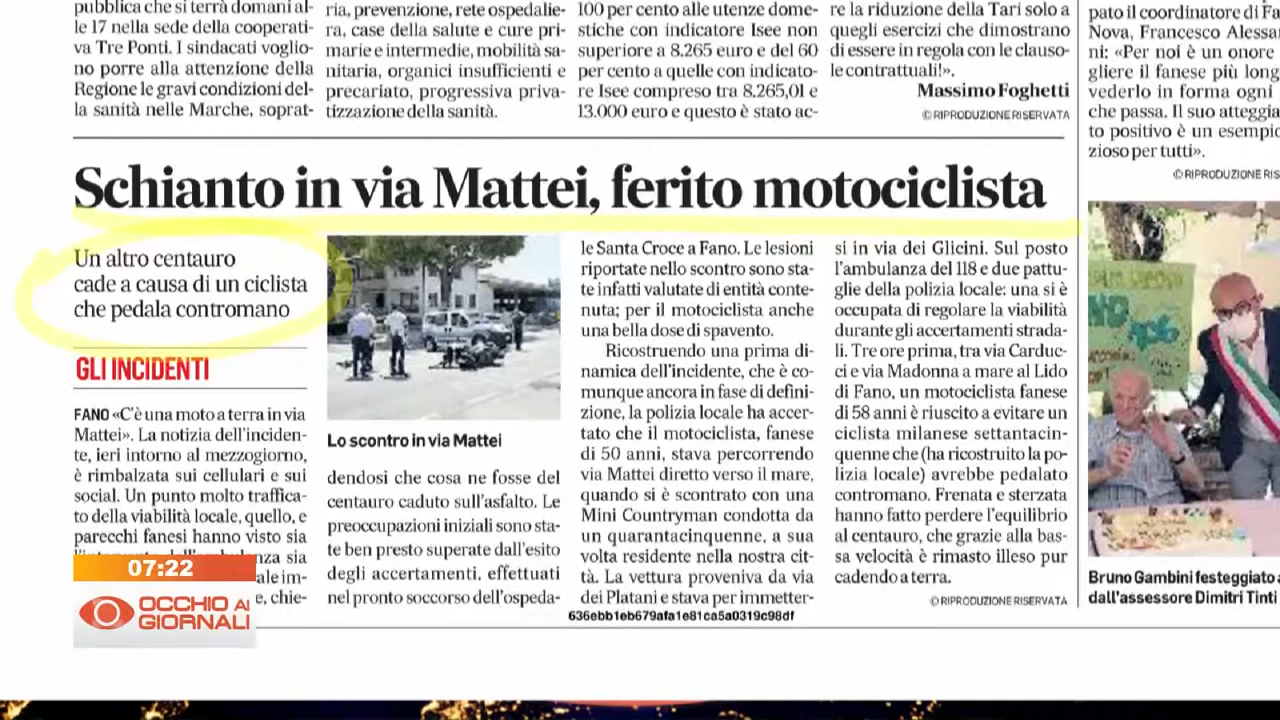 pubblica che si terrà domani al-
le 17 nella sede della cooperati-
va Tre Ponti. I sindacati voglio-
no porre alla attenzione della
Regione le gravi condizioni del-
la sanità nelle Marche, soprat-
ria, prevenzione, rete ospedalie-
ra, case della salute e cure pri-
marie e intermedie, mobilità sa-
nitaria, organici insufficienti e
precariato, progressiva priva-
tizzazione della sanità.
100 per cento alle utenze dome-
stiche con indicatore Isee non
superiore a 8.265 euro e del 60
per cento a quelle con indicato-
re Isee compreso tra 8.265,01 e
13.000 euro e questo è stato ac-
re la riduzione della Tari solo a
quegli esercizi che dimostrano
di essere in regola con le clauso-
le contrattuali!».
Massimo Foghetti
© RIPRODUZIONE RISERVATA
pato il coordinatore di Fa
Nova, Francesco Alessa
ni: «Per noi è un onore
gliere il fanese più long
vederlo in forma ogni
che passa. Il suo atteggia
to positivo è un esempio
zioso per tutti».
© RIPRODUZIONE RIS
Schianto in via Mattei, ferito motociclista
Un altro centauro
cade a causa di un ciclista
che pedala contromano
GLI INCIDENTI
FANO «C'è una moto a terra in via
Mattei». La notizia dell'inciden-
te, ieri intorno al mezzogiorno,
è rimbalzata sui cellulari e sui
social. Un punto molto traffica-
to della viabilità locale, quello, e
parecchi fanesi hanno visto sia
l'intervento dell'ambulanza sia
ale im-
e, chie-
Lo scontro in via Mattei
dendosi che cosa ne fosse del
centauro caduto sull'asfalto. Le
preoccupazioni iniziali sono sta-
te ben presto superate dall'esito
degli accertamenti, effettuati
nel pronto soccorso dell'ospeda-
le Santa Croce a Fano. Le lesioni
riportate nello scontro sono sta-
te infatti valutate di entità conte-
nuta; per il motociclista anche
una bella dose di spavento.
Ricostruendo una prima di-
namica dell'incidente, che è co-
munque ancora in fase di defini-
zione, la polizia locale ha accer-
tato che il motociclista, fanese
di 50 anni, stava percorrendo
via Mattei diretto verso il mare,
quando si è scontrato con una
Mini Countryman condotta da
un quarantacinquenne, a sua
volta residente nella nostra cit-
tà. La vettura proveniva da via
dei Platani e stava per immetter-
si in via dei Glicini. Sul posto
l'ambulanza del 118 e due pattu-
glie della polizia locale: una si è
occupata di regolare la viabilità
durante gli accertamenti strada-
li. Tre ore prima, tra via Carduc-
ci e via Madonna a mare al Lido
di Fano, un motociclista fanese
di 58 anni è riuscito a evitare un
ciclista milanese settantacin-
quenne che (ha ricostruito la po-
lizia locale) avrebbe pedalato
contromano. Frenata e sterzata
hanno fatto perdere l'equilibrio
al centauro, che grazie alla bas-
sa velocità è rimasto illeso pur
cadendo a terra.
© RIPRODUZIONE RISERVATA
636ebb1eb679afa1e81ca5a0319c98df
Bruno Gambini festeggiato a
dall'assessore Dimitri Tinti
07:22
OCCHIO AI
GIORNALI